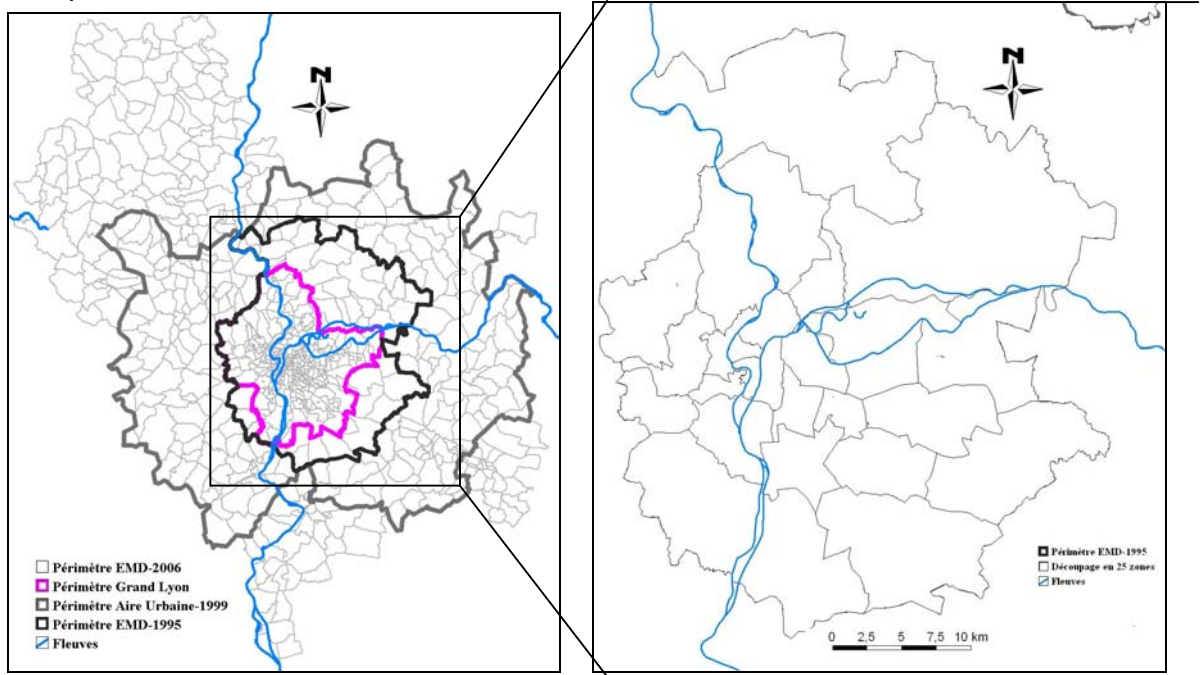 N
Périmètre EMD-2006
Périmètre Grand Lyon
Périmètre Aire Urbaine-1999
Périmètre EMD-1995
Fleuves
N
Périmètre EMD-1995
Découpage en 25 zones
Fleuves
0 2,5 5 7,5 10 km